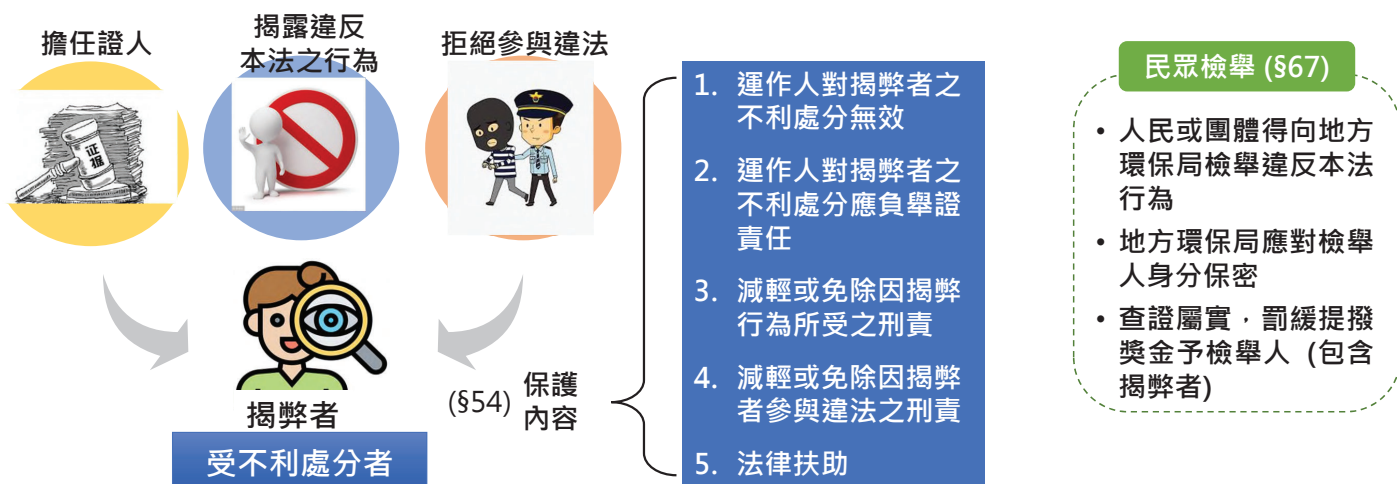 擔任證人
揭露違反
本法之行為
拒絕參與違法
证据
揭弊者
受不利處分者
(§54)
保護
內容
1. 運作人對揭弊者之
不利處分無效
2. 運作人對揭弊者之
不利處分應負舉證
責任
3. 減輕或免除因揭弊
行為所受之刑責
4. 減輕或免除因揭弊
者參與違法之刑責
5. 法律扶助
民眾檢舉 (§67)
• 人民或團體得向地方
環保局檢舉違反本法
行為
• 地方環保局應對檢舉
人身分保密
• 查證屬實，罰緩提撥
獎金予檢舉人 (包含
揭弊者)